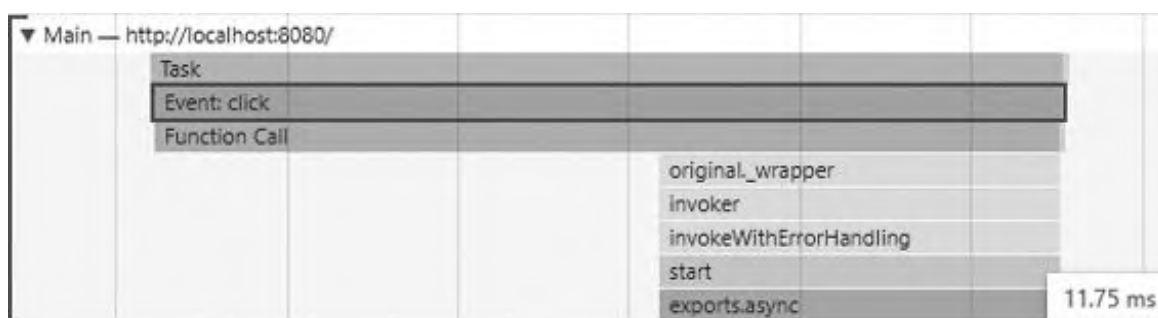 ▼ Main — http://localhost:8080/
Task
Event: click
Function Call
original._wrapper
invoker
invokeWithErrorHandling
start
exports.async
11.75 ms